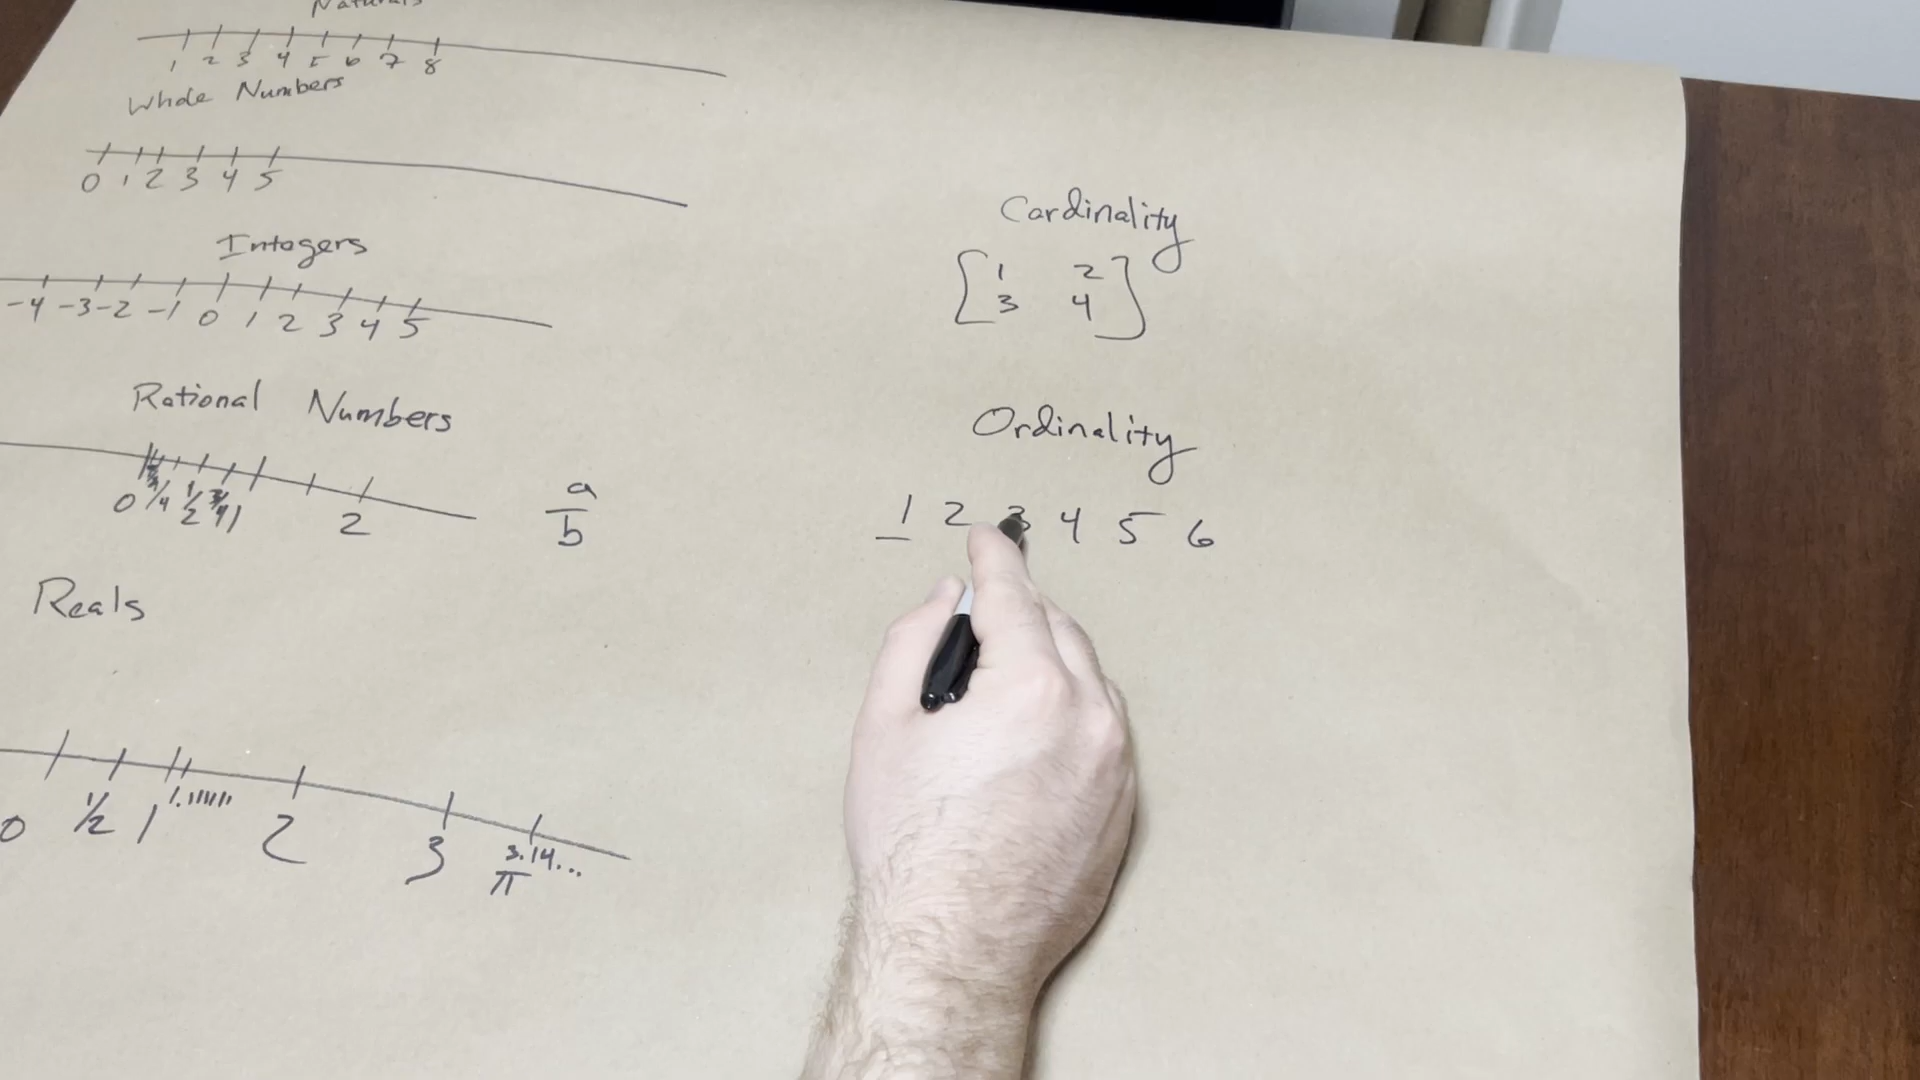 Naturals
1 2 3 4 5 6 7 8
Whole Numbers
0 1 2 3 4 5
Intogers
-4 -3 -2 -1 0 1 2 3 4 5
Rational Numbers
0 1/4 1/2 3/4 1 2
a/b
Reals
0 1/2 1 1.111111 2 3 3.14...
π
Cardinality
1 2
3 4
Ordinality
1 2 3 4 5 6